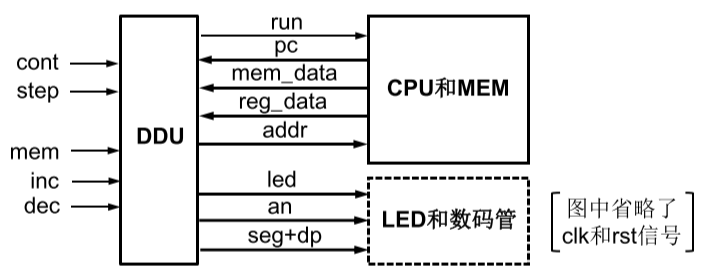 cont
step
mem
inc
dec
DDU
run
pc
mem_data
reg_data
addr
led
an
seg+dp
CPU和MEM
LED和数码管
图中省略了
clk和rst信号